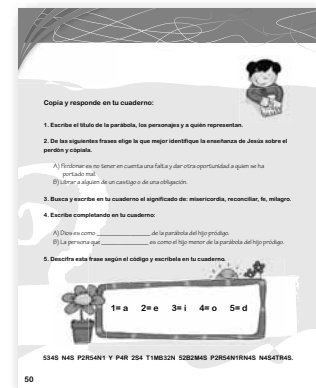 Copia y responde en tu cuaderno:
1. Escribe el título de la parábola, los personajes y a quién representan.
2. De las siguientes frases elige la que mejor identifique la enseñanza de Jesús sobre el
perdón y cópiala.
A) Perdonar es no tener en cuenta una falta y dar otra oportunidad a quien se ha
portado mal.
B) Librar a alguien de un castigo o de una obligación.
3. Busca y escribe en tu cuaderno el significado de: misericordia, reconciliar, fe, milagro.
4. Escribe completando en tu cuaderno:
A) Dios es como ________________, de la parábola del hijo pródigo.
B) La persona que ______________ es como el hijo menor de la parábola del hijo pródigo.
5. Descifra esta frase según el código y escríbela en tu cuaderno.
1= a 2= e 3= i 4= o 5= d
534S N4S P2R54N1 Y P4R 2S4 T1MB32N 52B2M4S P2R54N1RN4S N4S4TR4S.
50